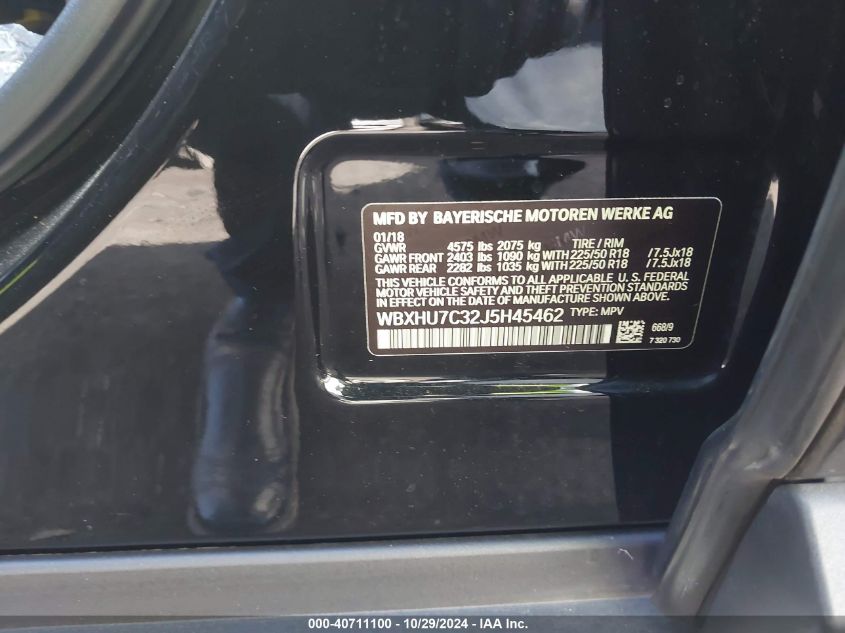 MFD BY BAYERISCHE MOTOREN WERKE AG
01/18
GVWR 4575 lbs 2075 kg TIRE / RIM
GAWR FRONT 2403 lbs 1090 kg WITH 225/50 R18 /7.5Jx18
GAWR REAR 2282 lbs 1035 kg WITH 225/50 R18 /7.5Jx18
THIS VEHICLE CONFORMS TO ALL APPLICABLE U. S. FEDERAL
MOTOR VEHICLE SAFETY AND THEFT PREVENTION STANDARDS
IN EFFECT ON THE DATE OF MANUFACTURE SHOWN ABOVE.
WBXHU7C32J5H45462 TYPE: MPV
668/9
7 320 730
000-40711100 - 10/29/2024 - IAA Inc.